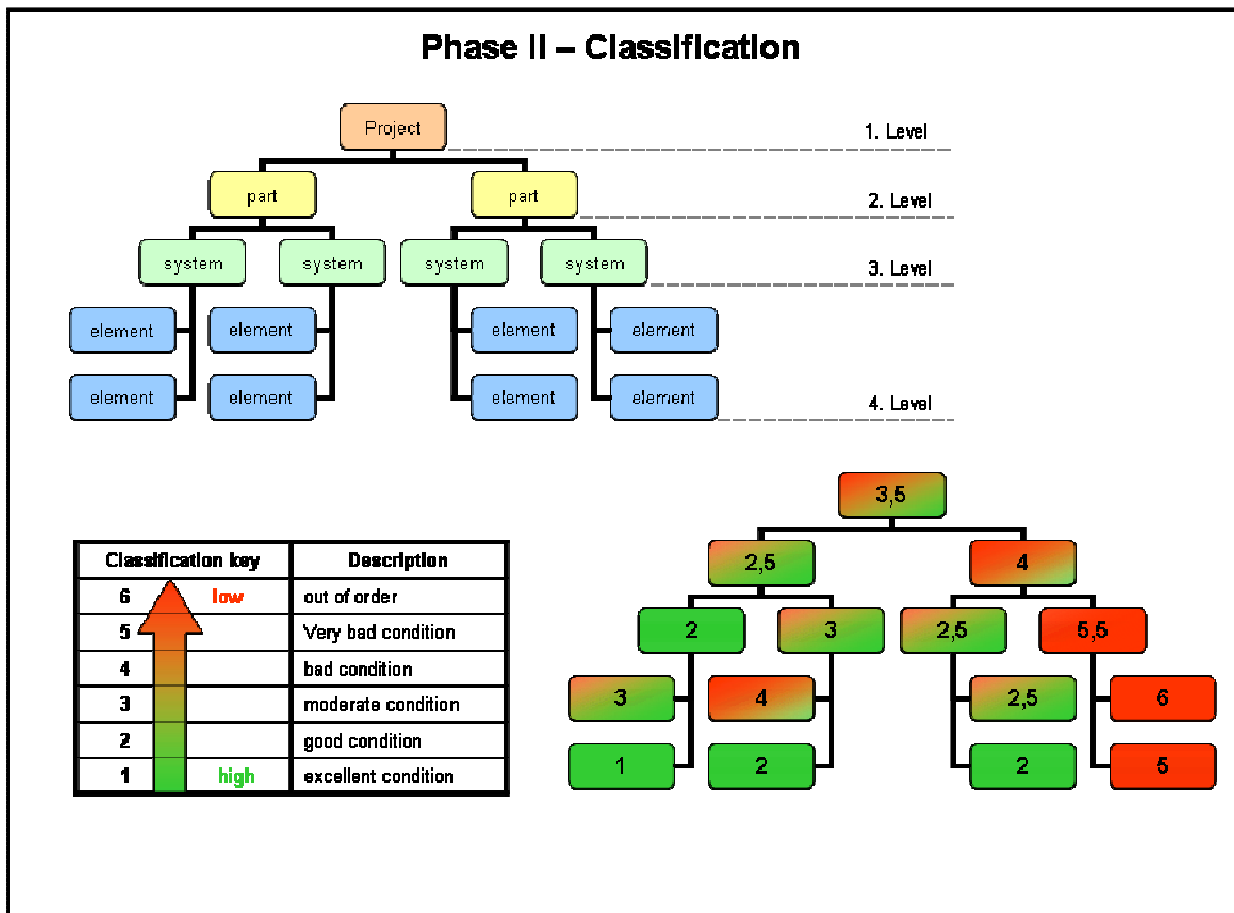 Phase II – Classification
Project
1. Level
part
part
2. Level
system
system
system
system
3. Level
element
element
element
element
element
element
element
element
4. Level
3,5
Classification key
Description
2,5
4
6
low
out of order
2
3
2,5
5,5
5
Very bad condition
4
bad condition
3
4
2,5
6
3
moderate condition
2
good condition
1
2
2
5
1
high
excellent condition